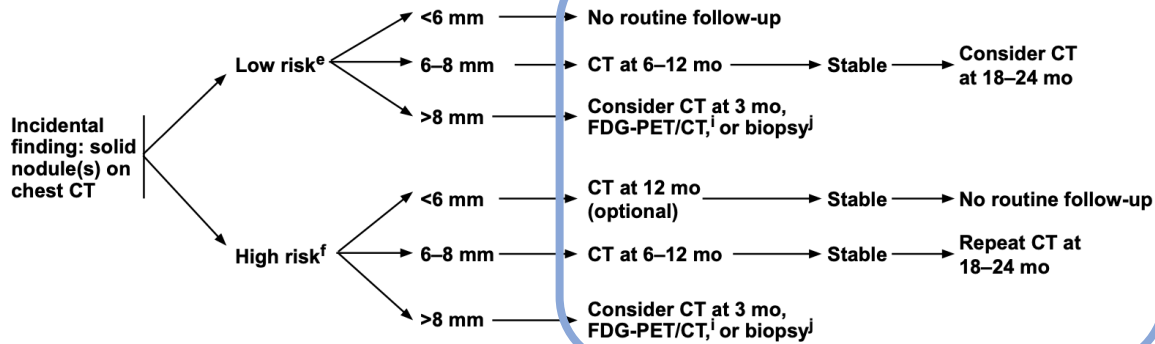 Incidental
finding: solid
nodule(s) on
chest CT
Low riskᵉ
<6 mm
No routine follow-up
6–8 mm
CT at 6–12 mo
Stable
Consider CT
at 18–24 mo
>8 mm
Consider CT at 3 mo,
FDG-PET/CT,ⁱ or biopsyʲ
High riskᶠ
<6 mm
CT at 12 mo
(optional)
Stable
No routine follow-up
6–8 mm
CT at 6–12 mo
Stable
Repeat CT at
18–24 mo
>8 mm
Consider CT at 3 mo,
FDG-PET/CT,ⁱ or biopsyʲ